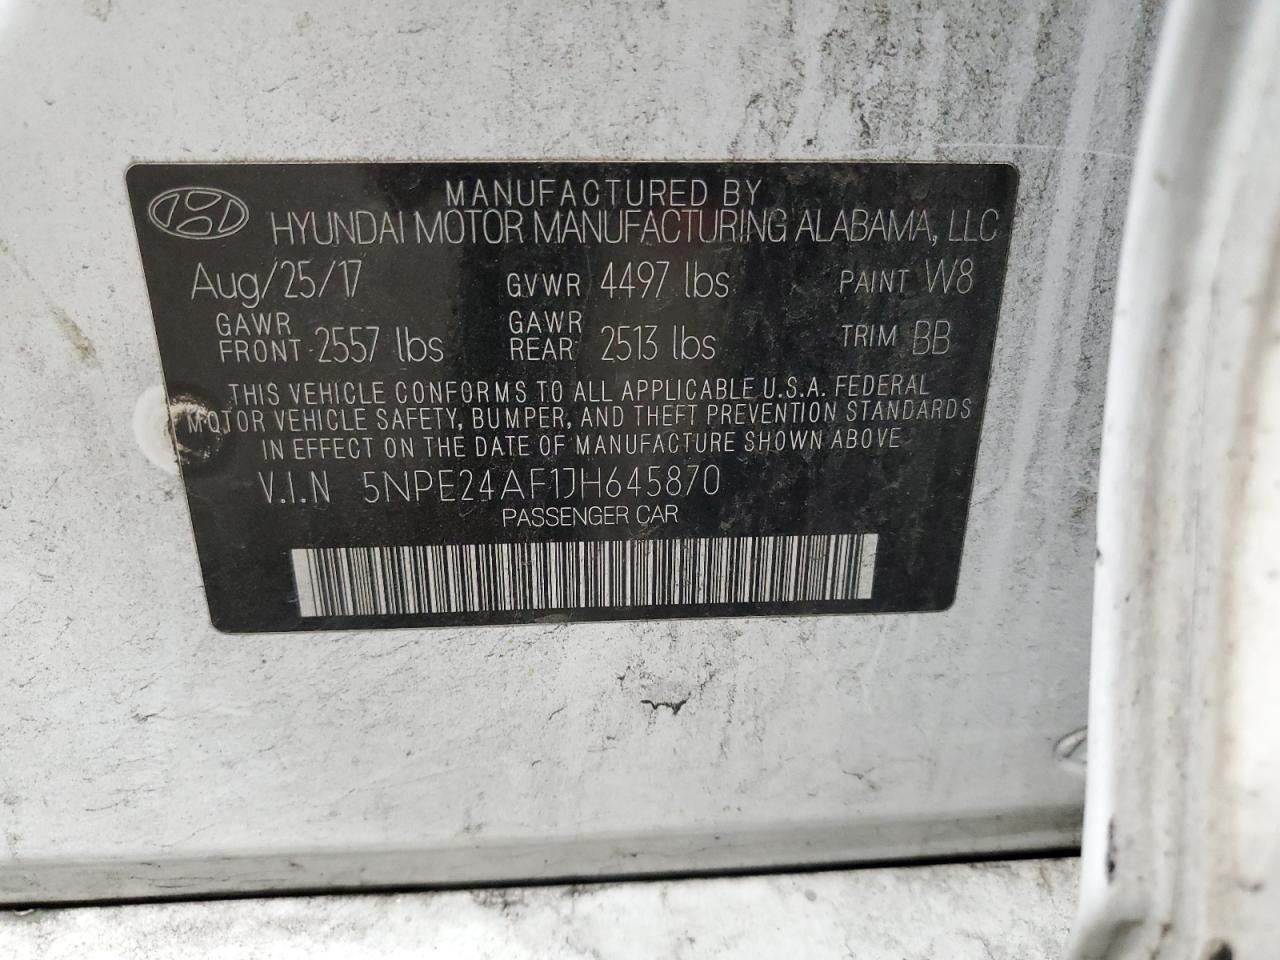 MANUFACTURED BY
HYUNDAI MOTOR MANUFACTURING ALABAMA, LLC
Aug/25/17 GVWR 4497 lbs PAINT W8
GAWR FRONT 2557 lbs GAWR REAR 2513 lbs TRIM BB
THIS VEHICLE CONFORMS TO ALL APPLICABLE U.S.A. FEDERAL
MOTOR VEHICLE SAFETY, BUMPER, AND THEFT PREVENTION STANDARDS
IN EFFECT ON THE DATE OF MANUFACTURE SHOWN ABOVE
V.I.N 5NPE24AF1JH645870
PASSENGER CAR